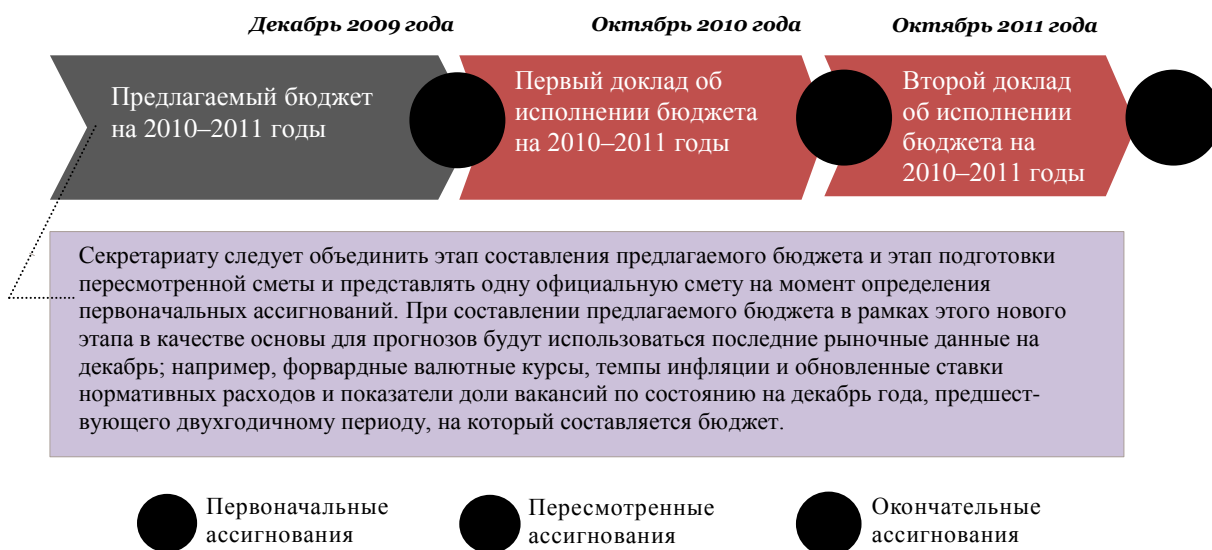 Декабрь 2009 года
Октябрь 2010 года
Октябрь 2011 года
Предлагаемый бюджет
на 2010–2011 годы
Первый доклад об
исполнении бюджета
на 2010–2011 годы
Второй доклад
об исполнении
бюджета на
2010–2011 годы
Секретариату следует объединить этап составления предлагаемого бюджета и этап подготовки
пересмотренной сметы и представлять одну официальную смету на момент определения
первоначальных ассигнований. При составлении предлагаемого бюджета в рамках этого нового
этапа в качестве основы для прогнозов будут использоваться последние рыночные данные на
декабрь; например, форвардные валютные курсы, темпы инфляции и обновленные ставки
нормативных расходов и показатели доли вакансий по состоянию на декабрь года, предшест-
вующего двухгодичному периоду, на который составляется бюджет.
Первоначальные
ассигнования
Пересмотренные
ассигнования
Окончательные
ассигнования